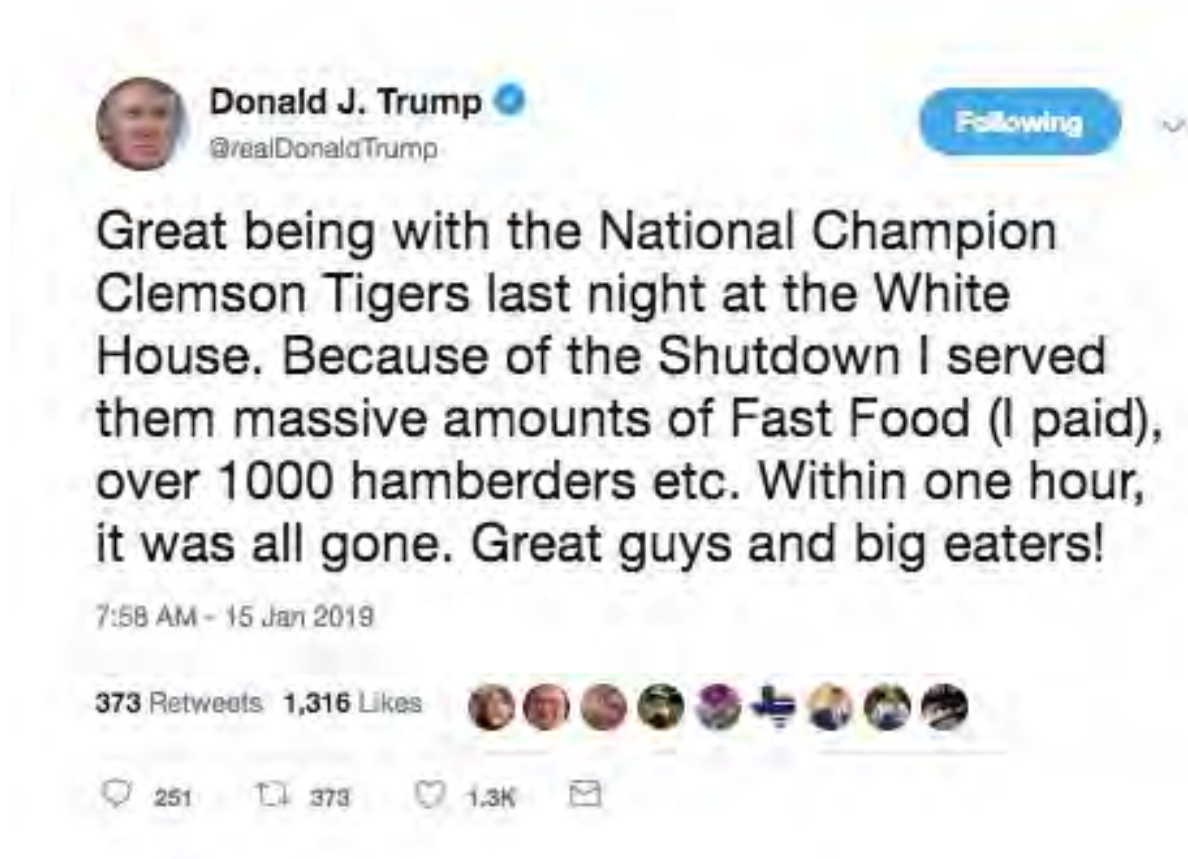 Donald J. Trump
@realDonaldTrump
Following
Great being with the National Champion
Clemson Tigers last night at the White
House. Because of the Shutdown I served
them massive amounts of Fast Food (I paid),
over 1000 hamberders etc. Within one hour,
it was all gone. Great guys and big eaters!
7:58 AM - 15 Jan 2019
373 Retweets 1,316 Likes
251 373 1.3K